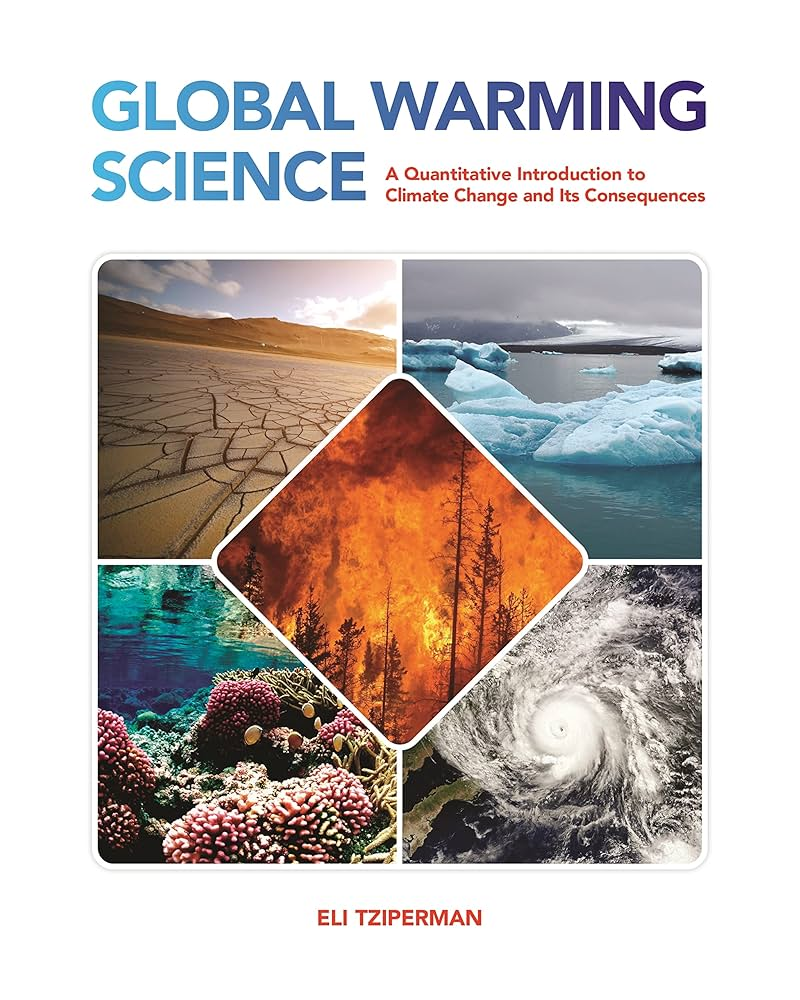 GLOBAL WARMING
SCIENCE
A Quantitative Introduction to
Climate Change and Its Consequences
ELI TZIPERMAN